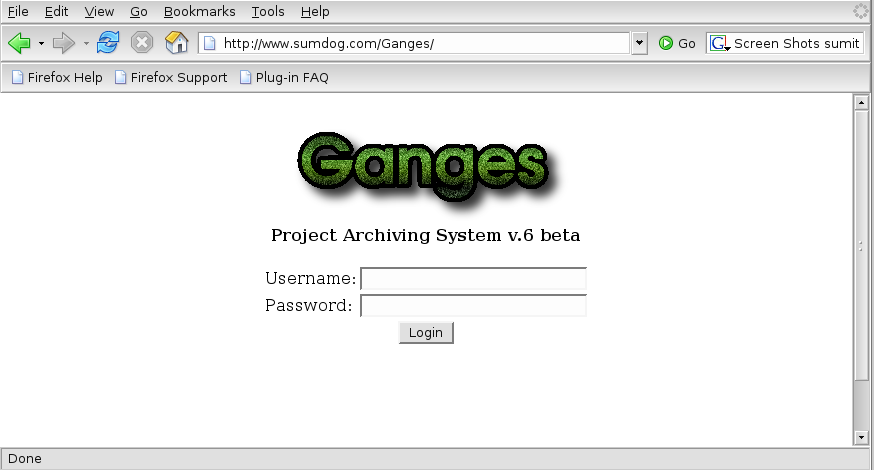 File Edit View Go Bookmarks Tools Help
http://www.sumdog.com/Ganges/ Go G Screen Shots sumit
Firefox Help Firefox Support Plug-in FAQ
Ganges
Project Archiving System v.6 beta
Username:
Password:
Login
Done